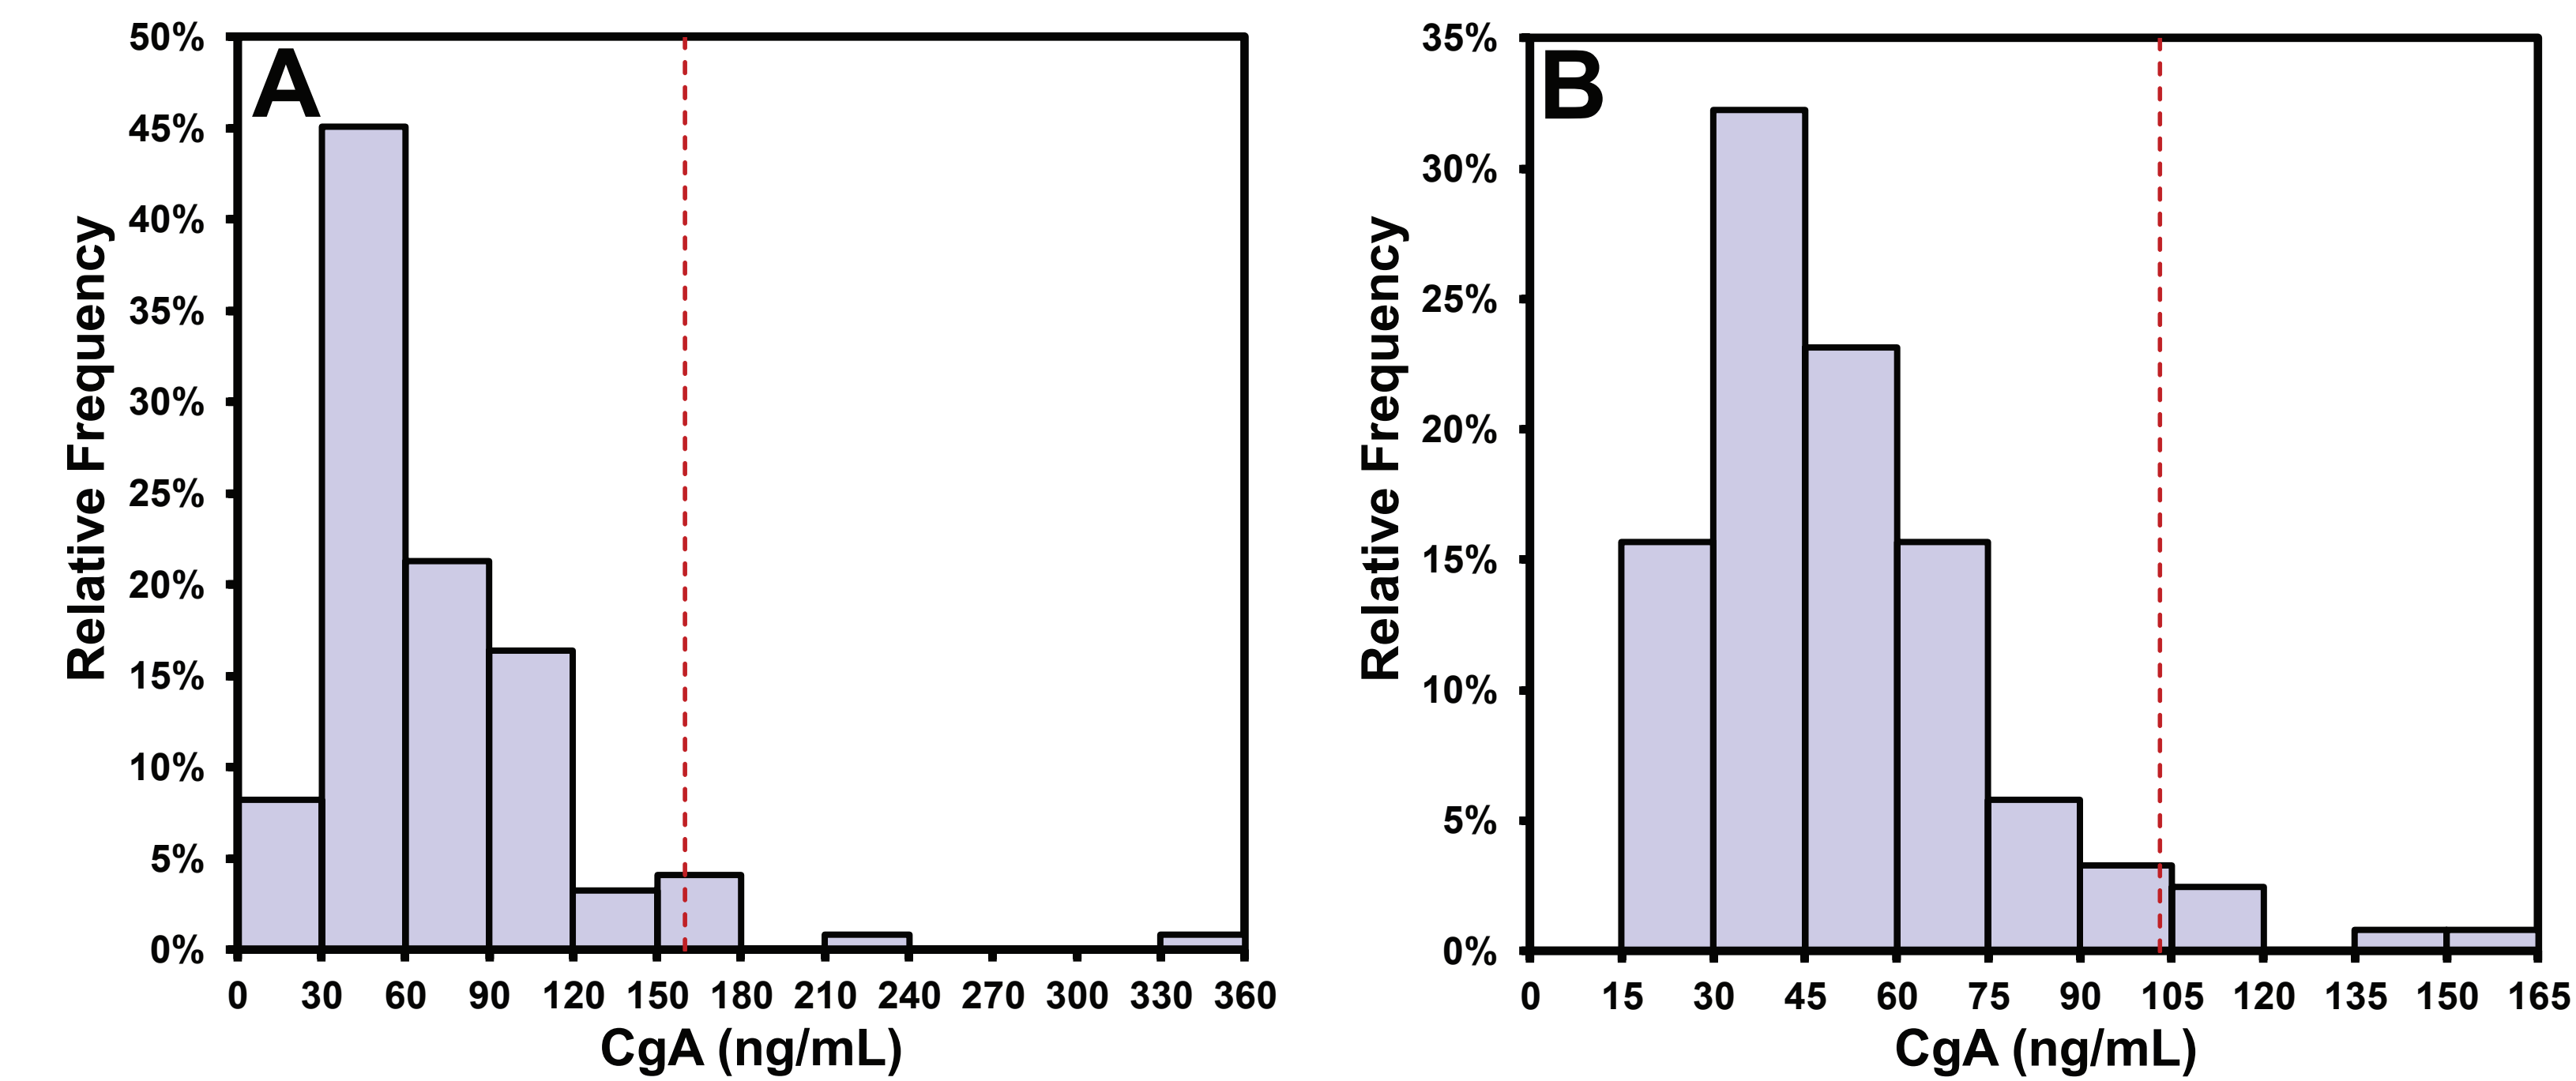 A
50%
45%
40%
35%
30%
25%
20%
15%
10%
5%
0%
Relative Frequency
0 30 60 90 120 150 180 210 240 270 300 330 360
CgA (ng/mL)
B
35%
30%
25%
20%
15%
10%
5%
0%
Relative Frequency
0 15 30 45 60 75 90 105 120 135 150 165
CgA (ng/mL)